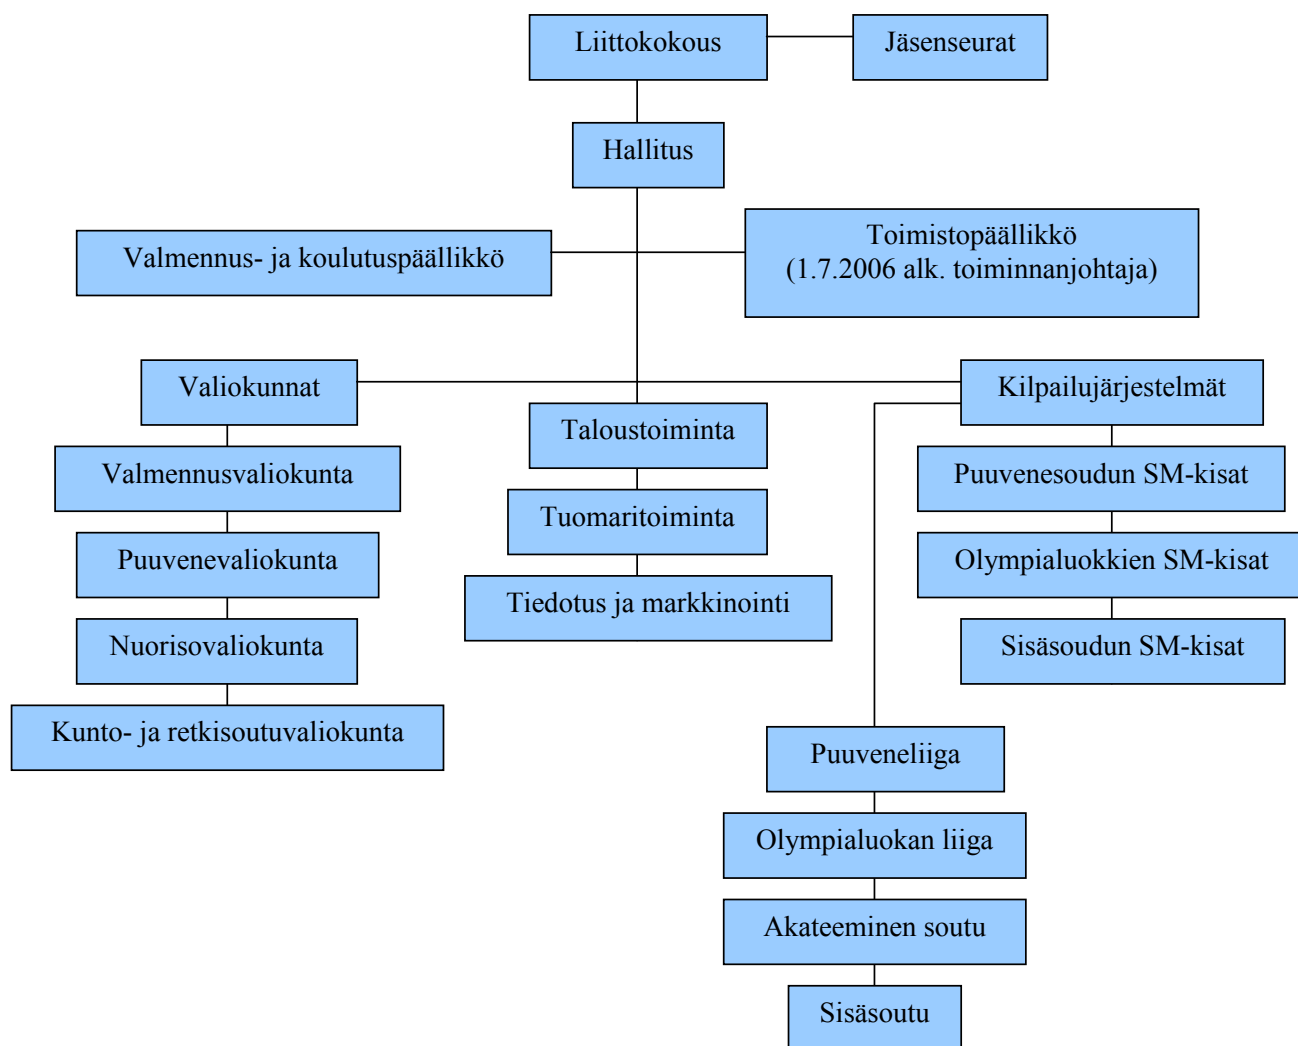 Liittokokous
Jäsenseurat
Hallitus
Valmennus- ja koulutuspäällikkö
Toimistopäällikkö
(1.7.2006 alk. toiminnanjohtaja)
Valiokunnat
Valmennusvaliokunta
Puuvenevaliokunta
Nuorisovaliokunta
Kunto- ja retkisoutuvaliokunta
Taloustoiminta
Tuomaritoiminta
Tiedotus ja markkinointi
Kilpailujärjestelmät
Puuvenesoudun SM-kisat
Olympialuokkien SM-kisat
Sisäsoudun SM-kisat
Puuveneliiga
Olympialuokan liiga
Akateeminen soutu
Sisäsoutu